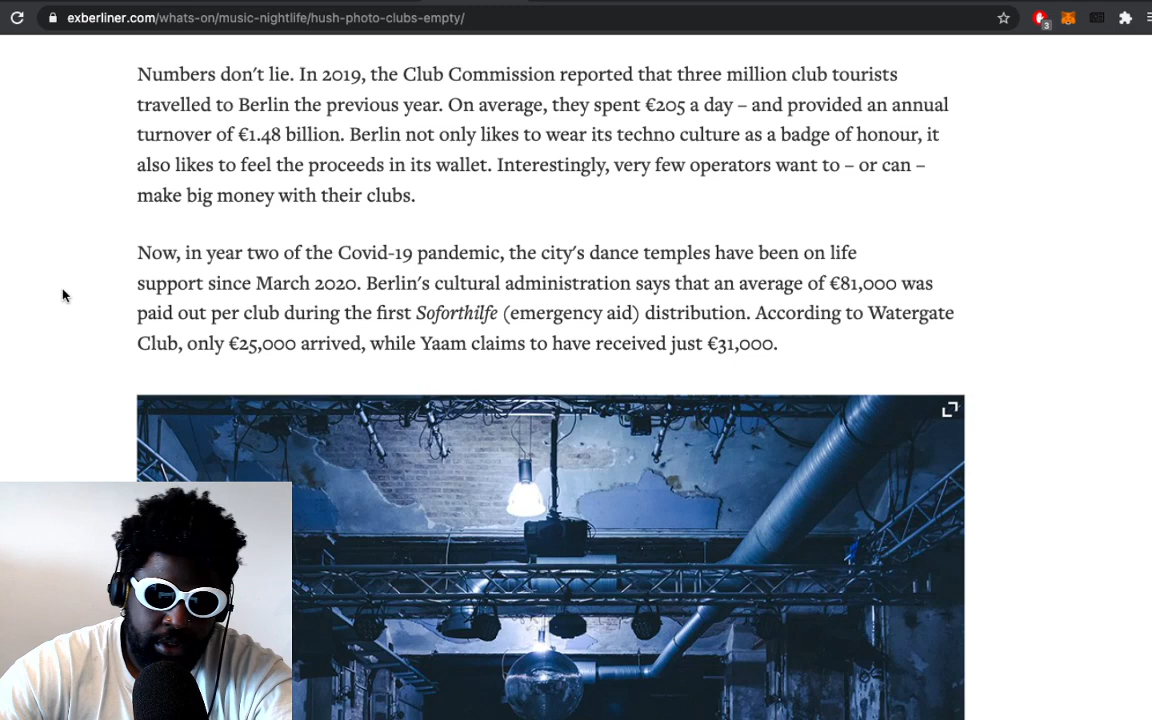 exberliner.com/whats-on/music-nightlife/hush-photo-clubs-empty/
3
Numbers don't lie. In 2019, the Club Commission reported that three million club tourists
travelled to Berlin the previous year. On average, they spent €205 a day – and provided an annual
turnover of €1.48 billion. Berlin not only likes to wear its techno culture as a badge of honour, it
also likes to feel the proceeds in its wallet. Interestingly, very few operators want to – or can –
make big money with their clubs.
Now, in year two of the Covid-19 pandemic, the city's dance temples have been on life
support since March 2020. Berlin's cultural administration says that an average of €81,000 was
paid out per club during the first Soforthilfe (emergency aid) distribution. According to Watergate
Club, only €25,000 arrived, while Yaam claims to have received just €31,000.